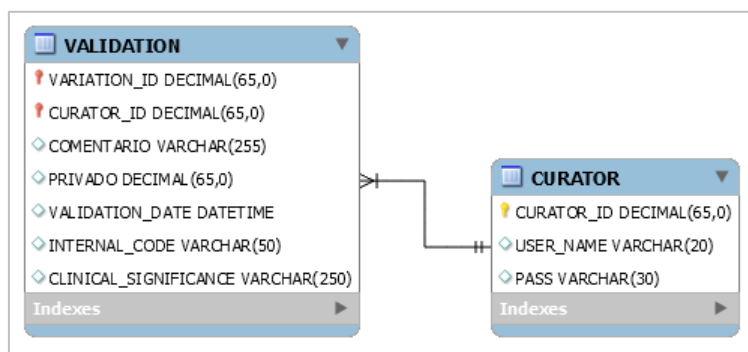 VALIDATION
VARIATION_ID DECIMAL(65,0)
CURATOR_ID DECIMAL(65,0)
COMENTARIO VARCHAR(255)
PRIVADO DECIMAL(65,0)
VALIDATION_DATE DATETIME
INTERNAL_CODE VARCHAR(50)
CLINICAL_SIGNIFICANCE VARCHAR(250)
Indexes
CURATOR
CURATOR_ID DECIMAL(65,0)
USER_NAME VARCHAR(20)
PASS VARCHAR(30)
Indexes